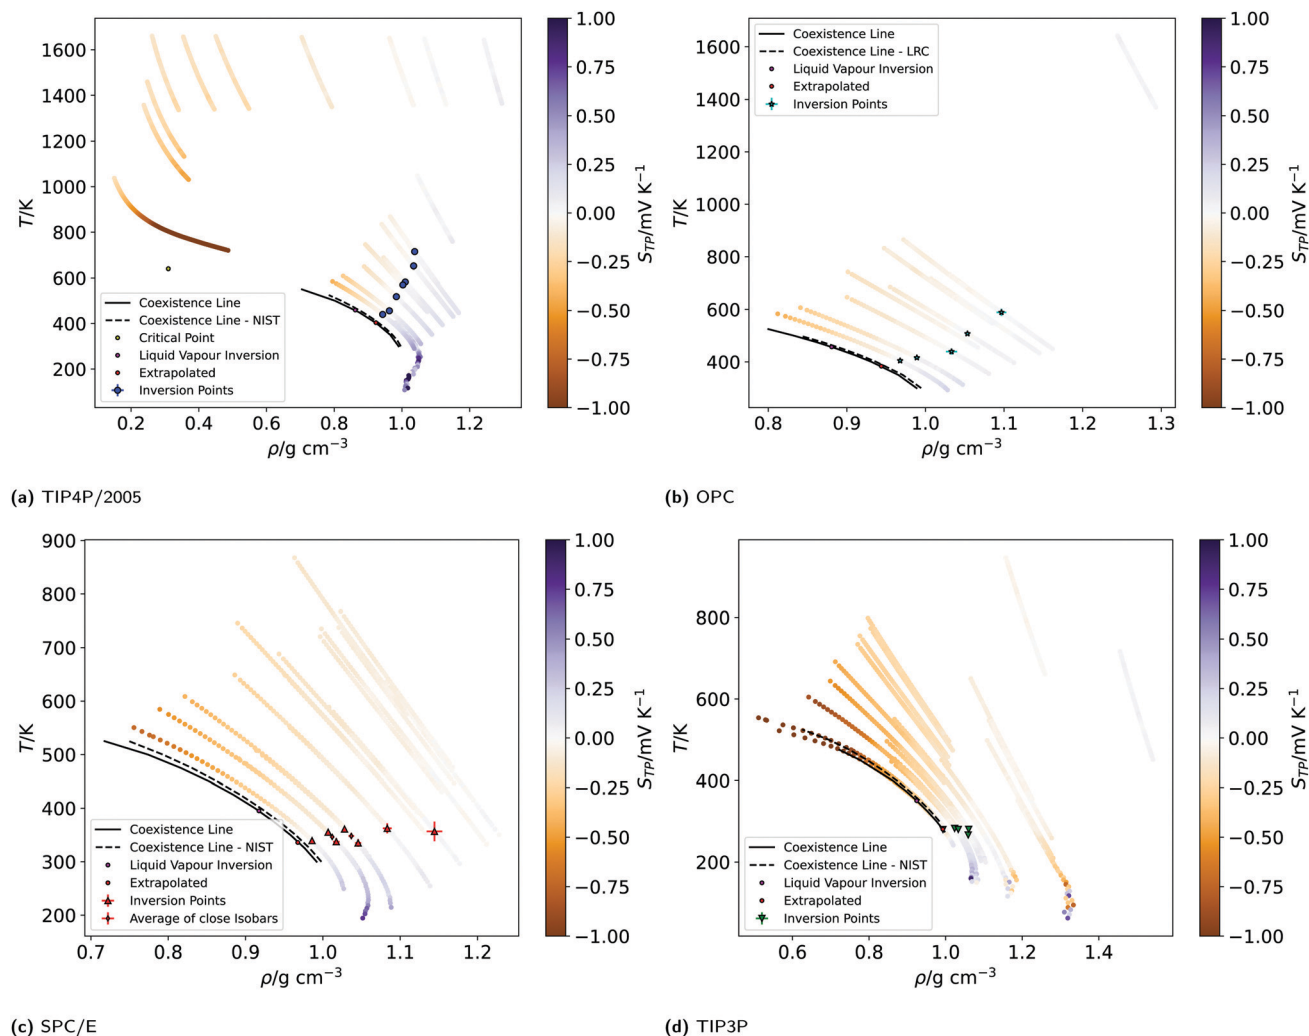 1600
1400
1200
1000
800
600
400
200
T/K
0.2 0.4 0.6 0.8 1.0 1.2
ρ/g cm⁻³
Coexistence Line
Coexistence Line - NIST
Critical Point
Liquid Vapour Inversion
Extrapolated
Inversion Points
1.00
0.75
0.50
0.25
0.00
−0.25
−0.50
−0.75
−1.00
S_TP/mV K⁻¹
(a) TIP4P/2005
1600
1400
1200
1000
800
600
400
T/K
0.8 0.9 1.0 1.1 1.2 1.3
ρ/g cm⁻³
Coexistence Line
Coexistence Line - LRC
Liquid Vapour Inversion
Extrapolated
Inversion Points
1.00
0.75
0.50
0.25
0.00
−0.25
−0.50
−0.75
−1.00
S_TP/mV K⁻¹
(b) OPC
900
800
700
600
500
400
300
200
T/K
0.7 0.8 0.9 1.0 1.1 1.2
ρ/g cm⁻³
Coexistence Line
Coexistence Line - NIST
Liquid Vapour Inversion
Extrapolated
Inversion Points
Average of close Isobars
1.00
0.75
0.50
0.25
0.00
−0.25
−0.50
−0.75
−1.00
S_TP/mV K⁻¹
(c) SPC/E
800
600
400
200
T/K
0.6 0.8 1.0 1.2 1.4
ρ/g cm⁻³
Coexistence Line
Coexistence Line - NIST
Liquid Vapour Inversion
Extrapolated
Inversion Points
1.00
0.75
0.50
0.25
0.00
−0.25
−0.50
−0.75
−1.00
S_TP/mV K⁻¹
(d) TIP3P